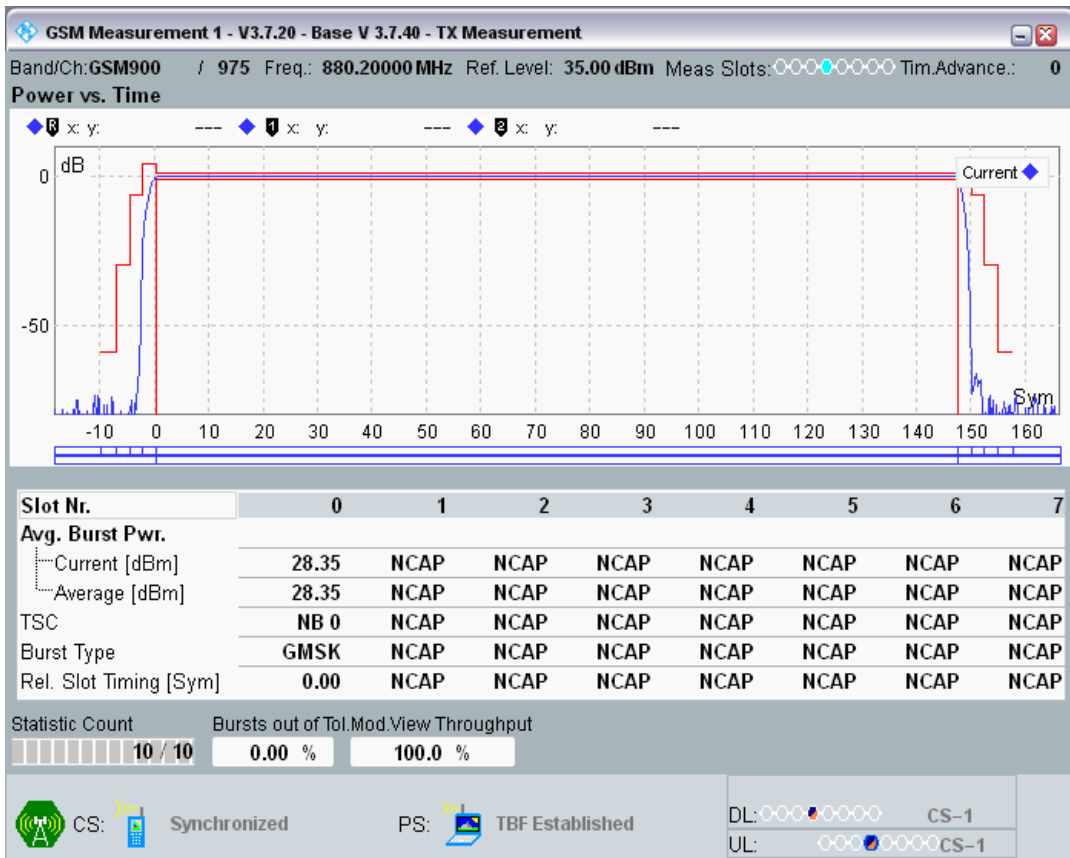 GSM Measurement 1 - V3.7.20 - Base V 3.7.40 - TX Measurement
Band/Ch:GSM900 / 975 Freq.: 880.20000 MHz Ref. Level: 35.00 dBm Meas Slots: Tim.Advance.: 0
Power vs. Time
R x: y: --- 1 x: y: --- 2 x: y: ---
dB
Current
0
-50
Sym
-10 0 10 20 30 40 50 60 70 80 90 100 110 120 130 140 150 160
Slot Nr. 0 1 2 3 4 5 6 7
Avg. Burst Pwr.
Current [dBm] 28.35 NCAP NCAP NCAP NCAP NCAP NCAP NCAP
Average [dBm] 28.35 NCAP NCAP NCAP NCAP NCAP NCAP NCAP
TSC NB 0 NCAP NCAP NCAP NCAP NCAP NCAP NCAP
Burst Type GMSK NCAP NCAP NCAP NCAP NCAP NCAP NCAP
Rel. Slot Timing [Sym] 0.00 NCAP NCAP NCAP NCAP NCAP NCAP NCAP
Statistic Count Bursts out of Tol.Mod.View Throughput
10 / 10 0.00 % 100.0 %
CS: Synchronized PS: TBF Established
DL: CS-1
UL: CS-1